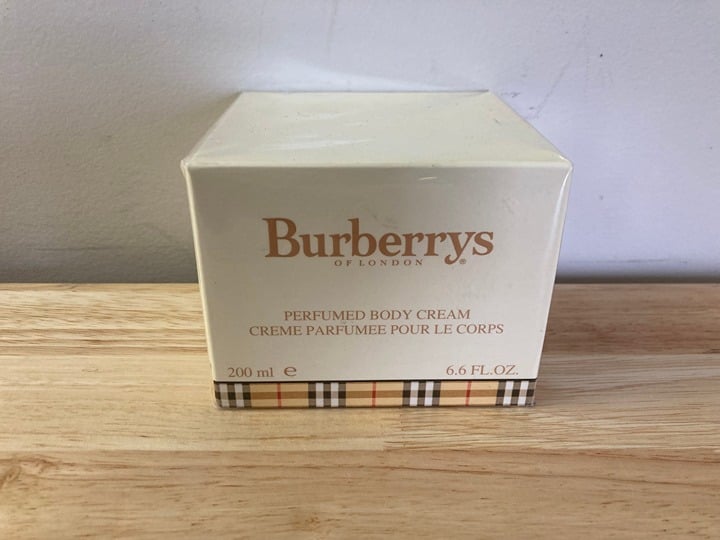 Burberrys
OF LONDON ®
PERFUMED BODY CREAM
CREME PARFUMEE POUR LE CORPS
200 ml ℮ 6.6 FL.OZ.